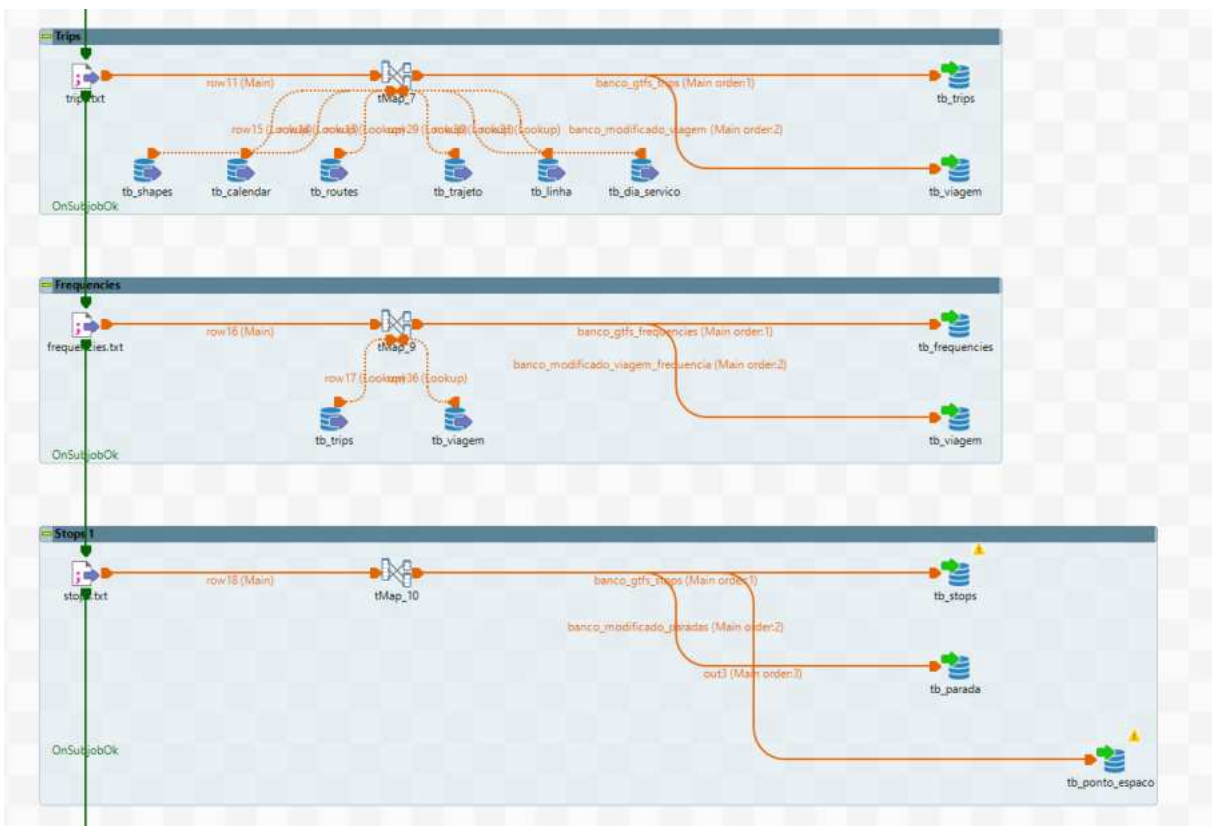 Trips
row11 (Main)
banco_gtfs_trips (Main order:1)
tMap_7
tb_trips
row15 (Lookup)
banco_modificado_viagem (Main order:2)
tb_shapes
tb_calendar
tb_routes
tb_trajeto
tb_linha
tb_dia_servico
tb_viagem
OnSubjobOk
Frequencies
row16 (Main)
banco_gtfs_frequencies (Main order:1)
frequencies.txt
tMap_9
tb_frequencies
banco_modificado_viagem_frequencia (Main order:2)
row17 (Lookup)
tb_trips
tb_viagem
tb_viagem
OnSubjobOk
Stops 1
row18 (Main)
banco_gtfs_stops (Main order:1)
stops.txt
tMap_10
tb_stops
banco_modificado_paradas (Main order:2)
out3 (Main order:3)
tb_parada
OnSubjobOk
tb_ponto_espaco